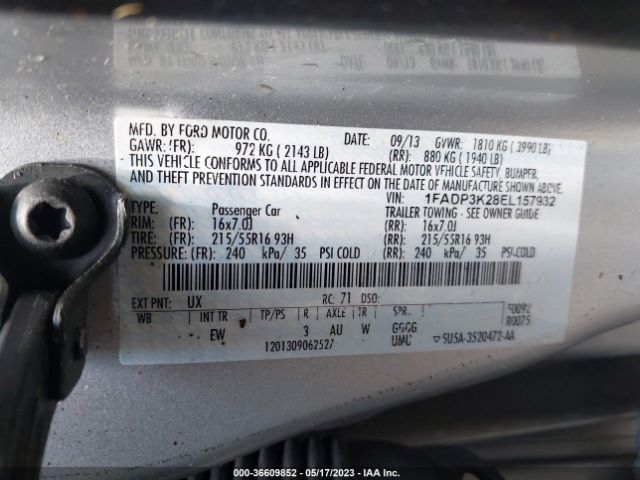 MFD. BY FORD MOTOR CO. DATE: 09/13 GVWR: 1810 KG ( 3990 LB)
GAWR: (FR): 972 KG ( 2143 LB) (RR): 880 KG ( 1940 LB)
THIS VEHICLE CONFORMS TO ALL APPLICABLE FEDERAL MOTOR VEHICLE SAFETY, BUMPER,
AND THEFT PREVENTION STANDARDS IN EFFECT ON THE DATE OF MANUFACTURE SHOWN ABOVE.
VIN: 1FADP3K28EL157932
TYPE: Passenger Car TRAILER TOWING - SEE OWNER GUIDE
RIM: (FR): 16x7.0J (RR): 16x7.0J
TIRE: (FR): 215/55R16 93H (RR): 215/55R16 93H
PRESSURE: (FR): 240 kPa/ 35 PSI COLD (RR): 240 kPa/ 35 PSI COLD
EXT PNT: UX RC: 71 DSO:
WB INT TR TP/PS R AXLE TR SPR
EW 3 AU W GGGG
R0075
UMC ▽5U5A-3520472-AA
000-36609852 - 05/17/2023 - IAA Inc.